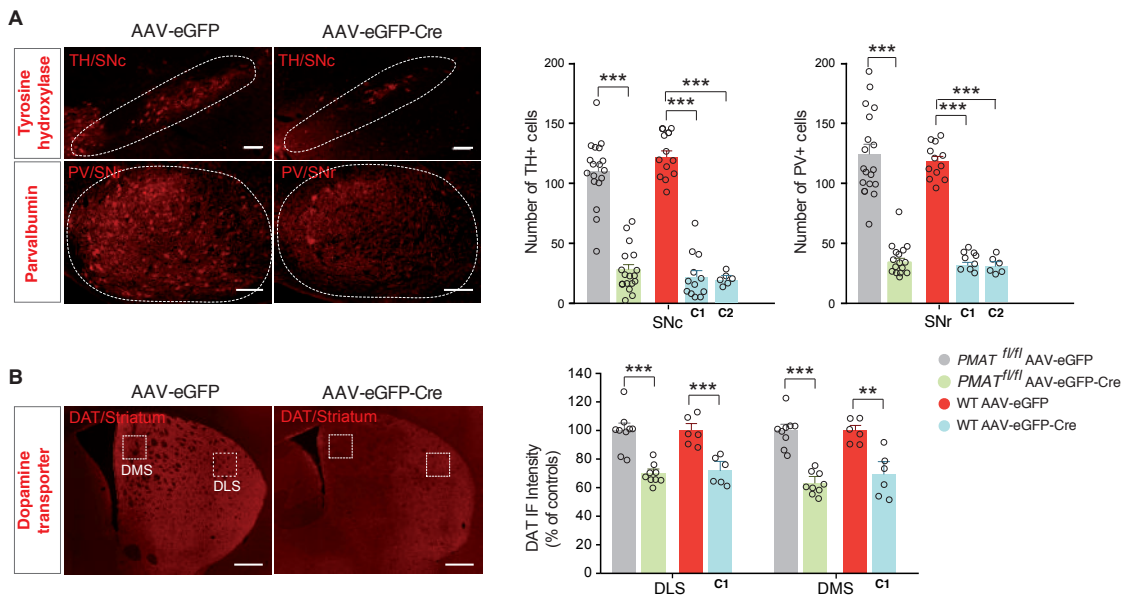 A
AAV-eGFP
AAV-eGFP-Cre
Tyrosine
hydroxylase
TH/SNc
TH/SNc
Parvalbumin
PV/SNr
PV/SNr
Number of TH+ cells
200
150
100
50
0
***
***
***
SNc
C1
C2
Number of PV+ cells
200
150
100
50
0
***
***
***
SNr
C1
C2
B
AAV-eGFP
AAV-eGFP-Cre
Dopamine
transporter
DAT/Striatum
DMS
DLS
DAT/Striatum
DAT IF Intensity
(% of controls)
140
120
100
80
60
40
20
0
***
***
***
**
DLS
C1
DMS
C1
PMAT fl/fl AAV-eGFP
PMAT fl/fl AAV-eGFP-Cre
WT AAV-eGFP
WT AAV-eGFP-Cre